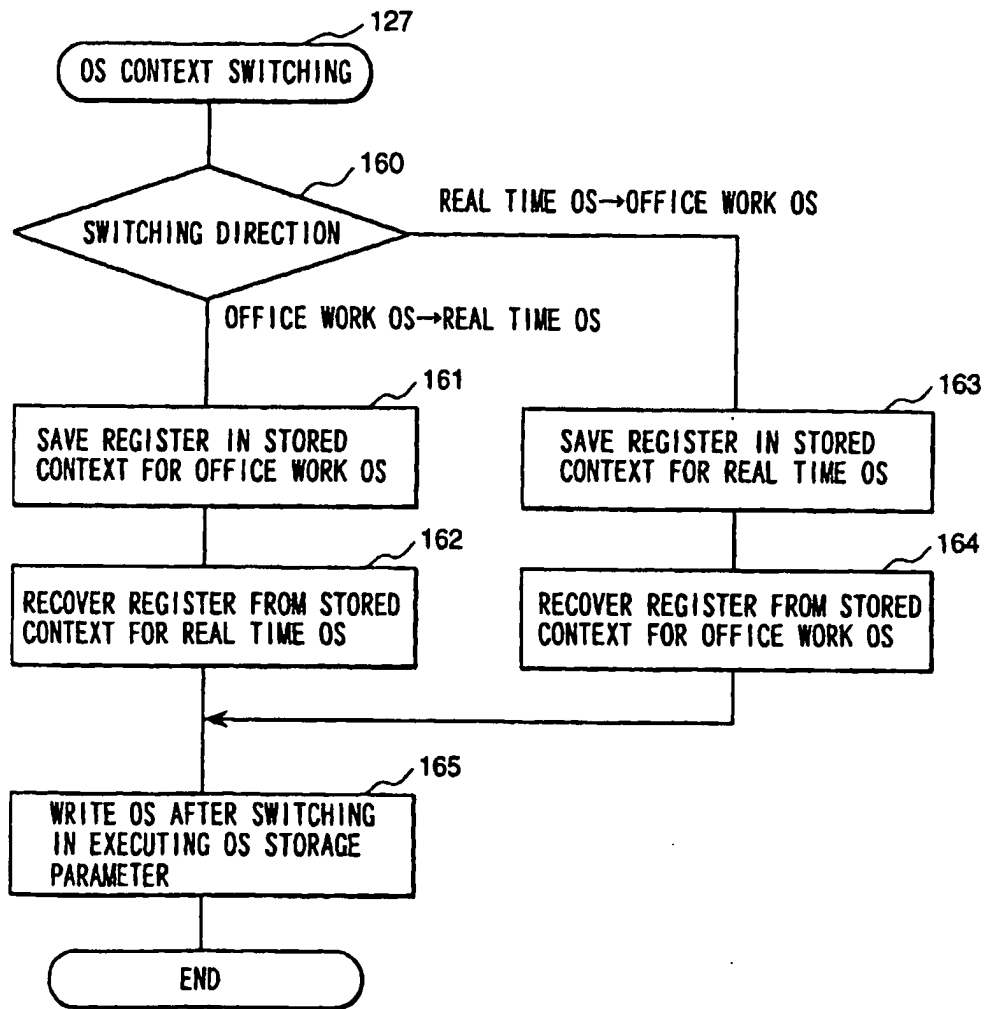 127
OS CONTEXT SWITCHING
160
SWITCHING DIRECTION
REAL TIME OS→OFFICE WORK OS
OFFICE WORK OS→REAL TIME OS
161
SAVE REGISTER IN STORED
CONTEXT FOR OFFICE WORK OS
163
SAVE REGISTER IN STORED
CONTEXT FOR REAL TIME OS
162
RECOVER REGISTER FROM STORED
CONTEXT FOR REAL TIME OS
164
RECOVER REGISTER FROM STORED
CONTEXT FOR OFFICE WORK OS
165
WRITE OS AFTER SWITCHING
IN EXECUTING OS STORAGE
PARAMETER
END